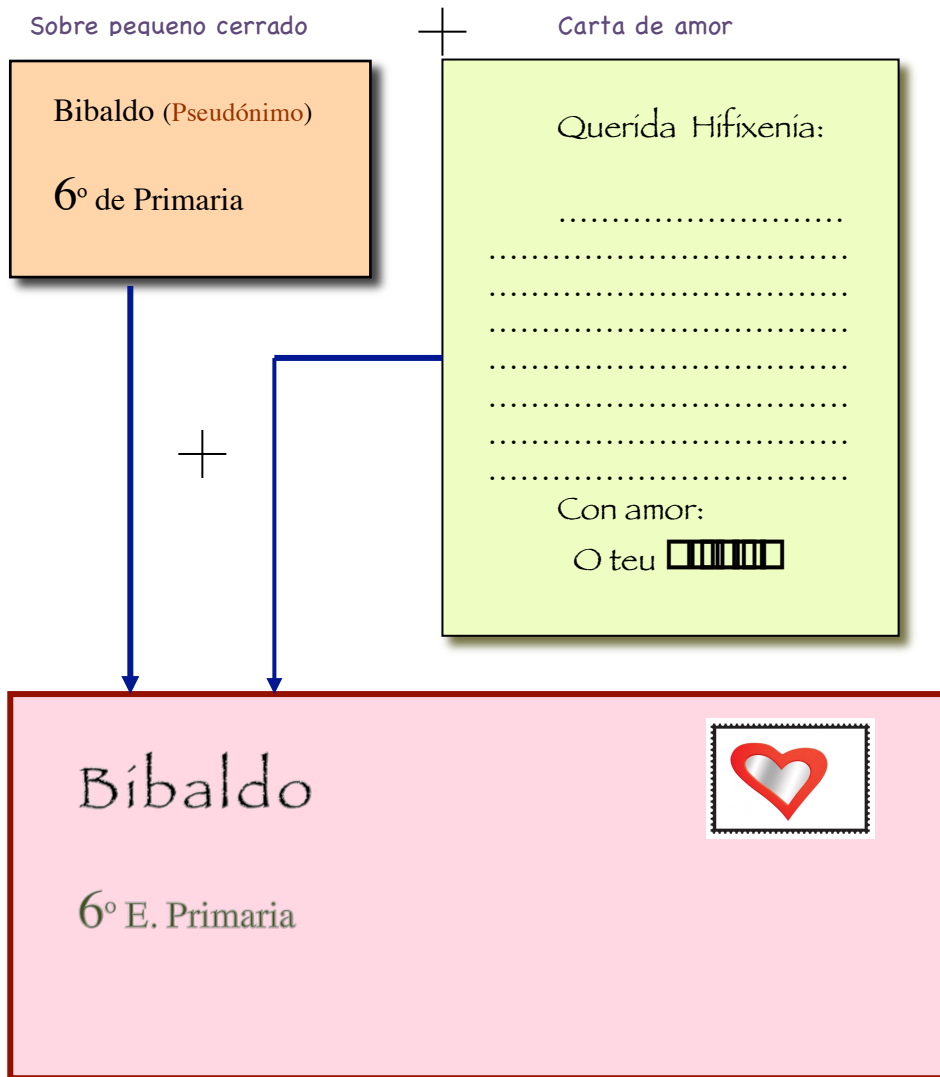 Sobre pequeno cerrado
Carta de amor
Bibaldo (Pseudónimo)
6º de Primaria
Querida Hifixenia:
...........................
..................................
..................................
..................................
..................................
..................................
..................................
..................................
Con amor:
O teu
Bibaldo
6º E. Primaria